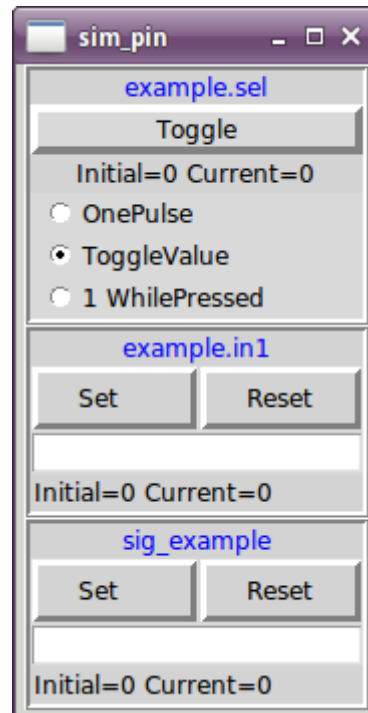 sim_pin
example.sel
Toggle
Initial=0 Current=0
OnePulse
ToggleValue
1 WhilePressed
example.in1
Set Reset
Initial=0 Current=0
sig_example
Set Reset
Initial=0 Current=0